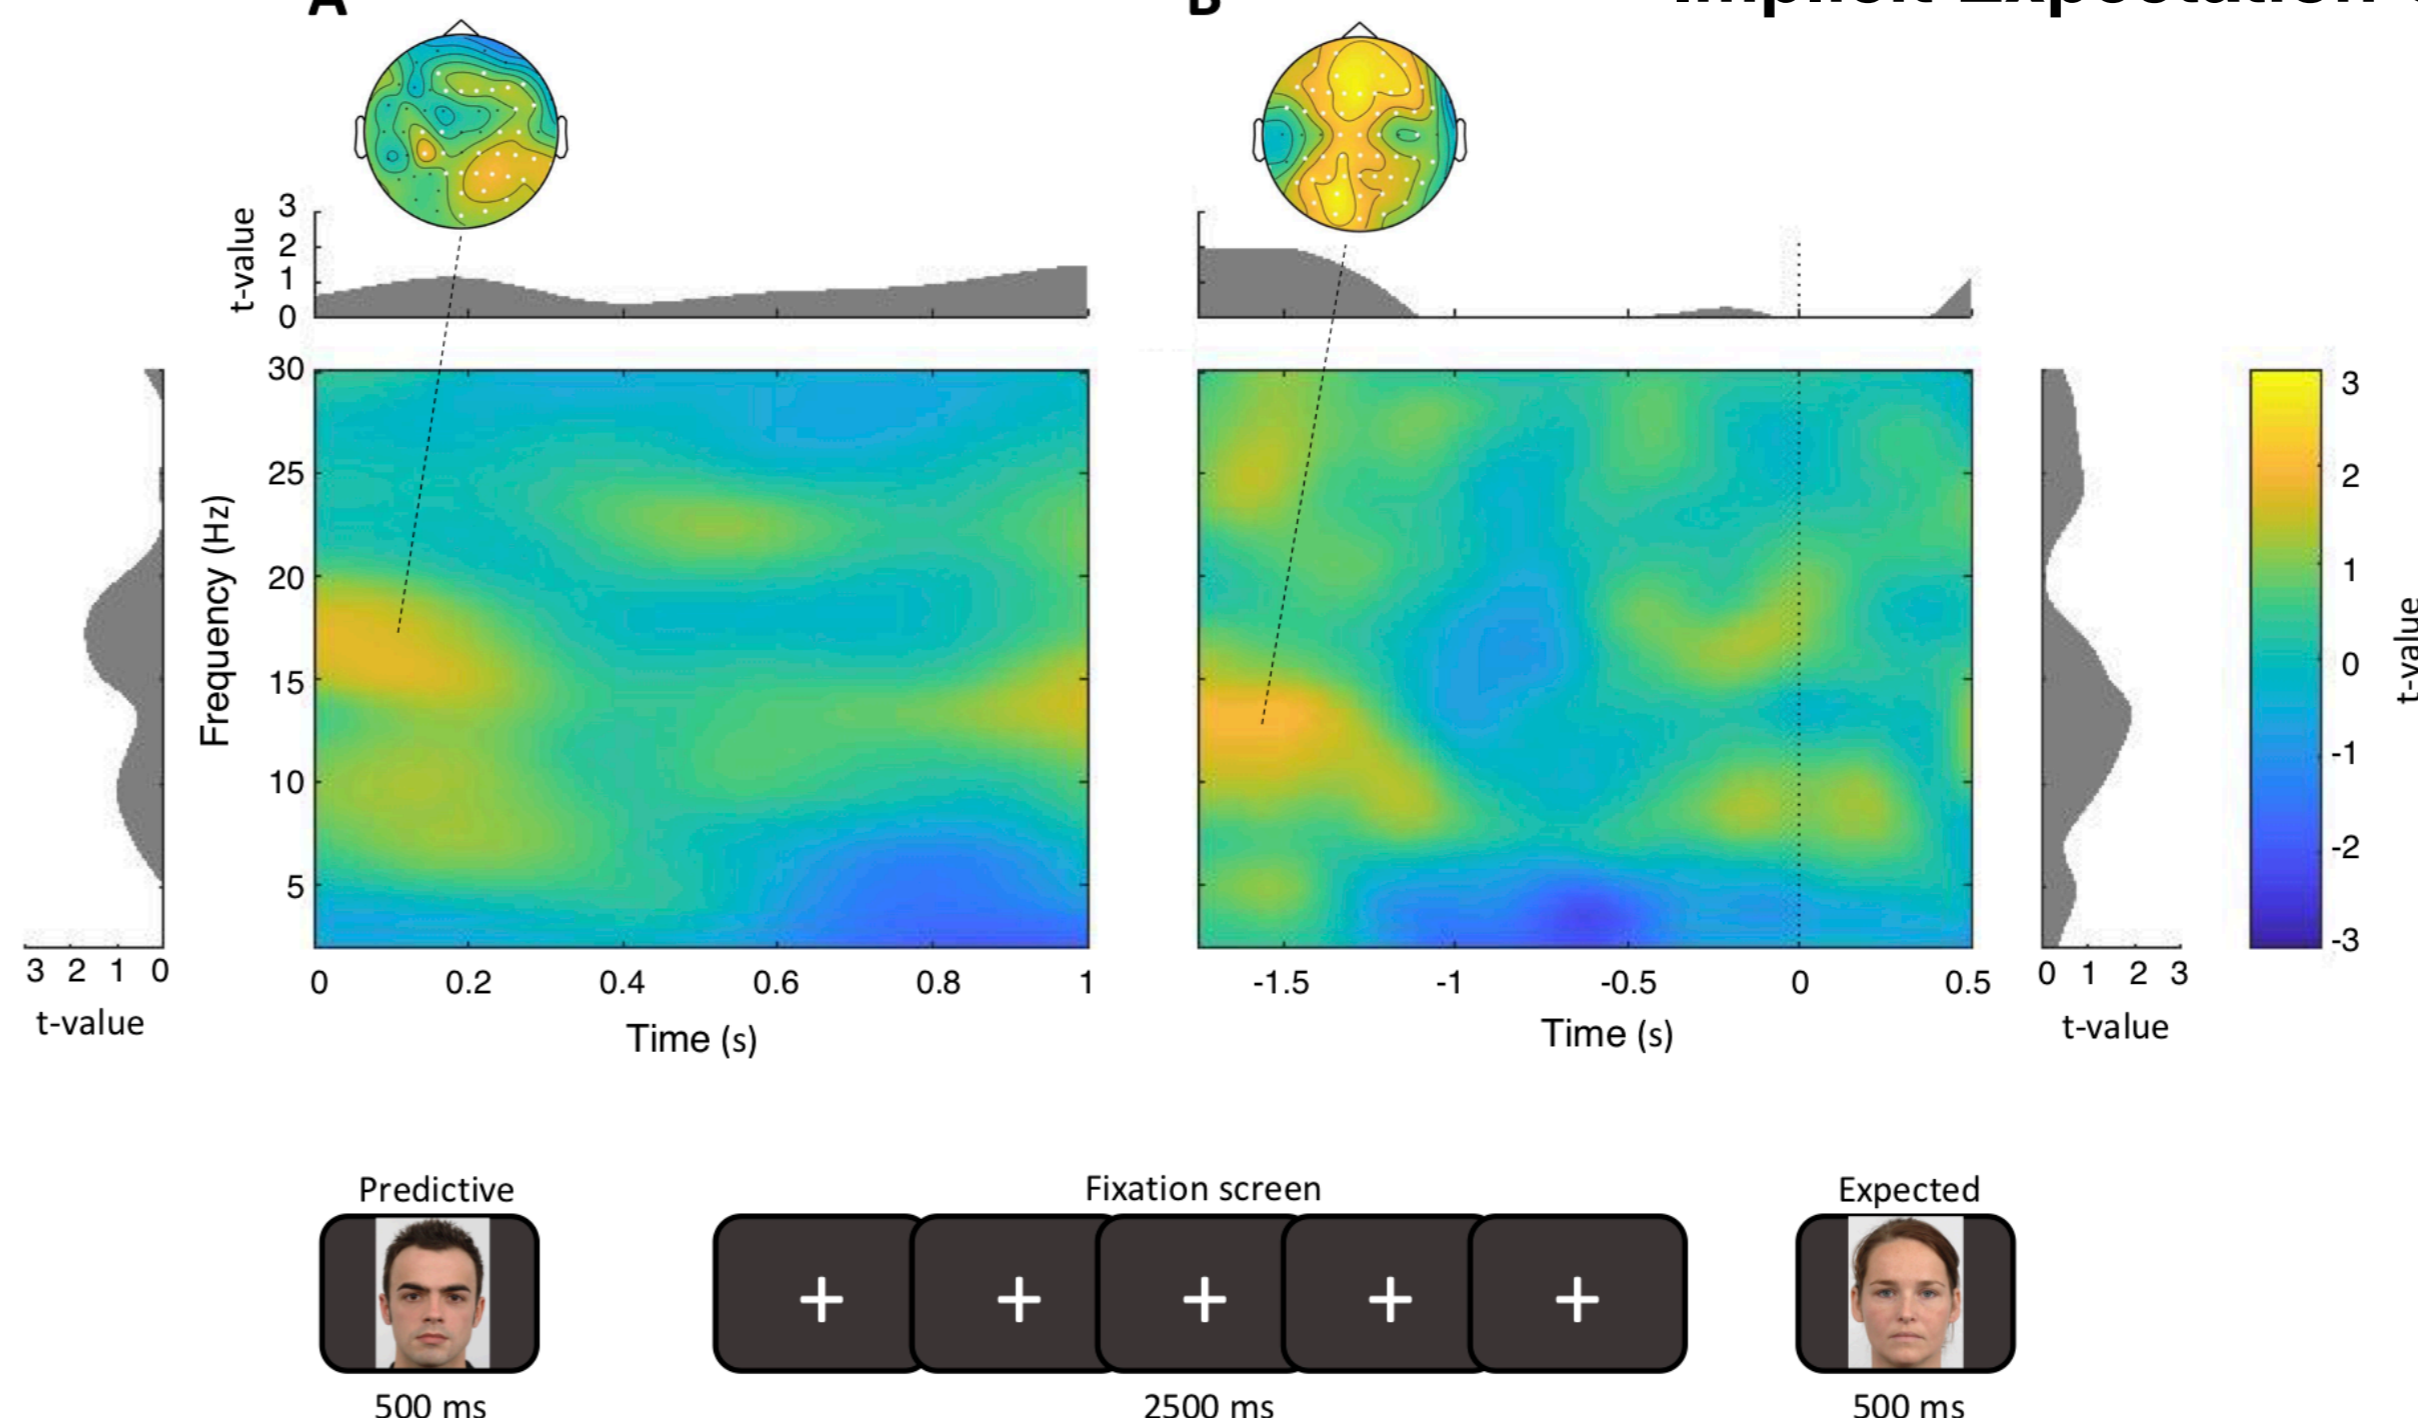 A
B
Implicit Expectation
t-value
3
2
1
0
30
25
20
15
10
5
Frequency (Hz)
3 2 1 0
t-value
0 0.2 0.4 0.6 0.8 1
Time (s)
-1.5 -1 -0.5 0 0.5
Time (s)
0 1 2 3
t-value
3
2
1
0
-1
-2
-3
t-value
Predictive
Fixation screen
Expected
500 ms
2500 ms
500 ms